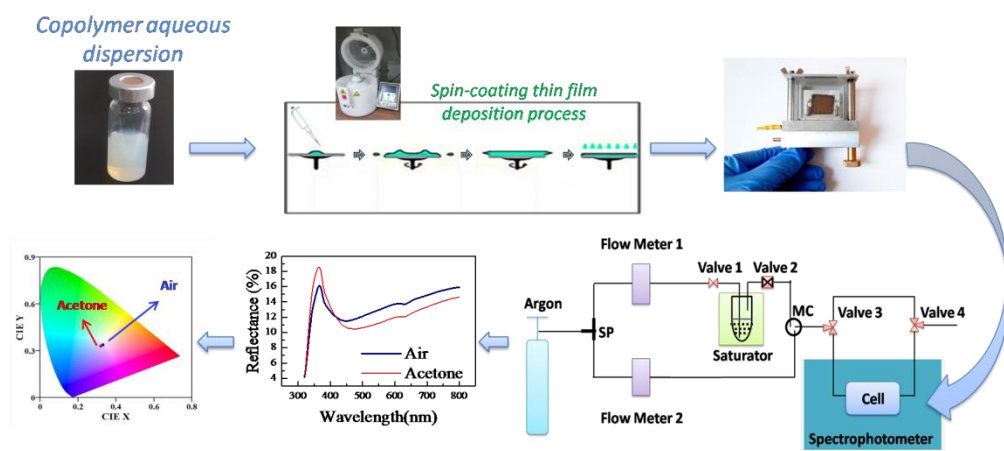 Copolymer aqueous
dispersion
Spin-coating thin film
deposition process
0.9
0.6
0.3
0
CIE Y
Acetone
Air
0 0.2 0.4 0.6 0.8
CIE X
18
16
14
12
10
8
6
4
Reflectance (%)
Air
Acetone
300 400 500 600 700 800
Wavelength(nm)
Argon
SP
Flow Meter 1
Flow Meter 2
Valve 1 Valve 2
Saturator
MC
Valve 3
Valve 4
Cell
Spectrophotometer